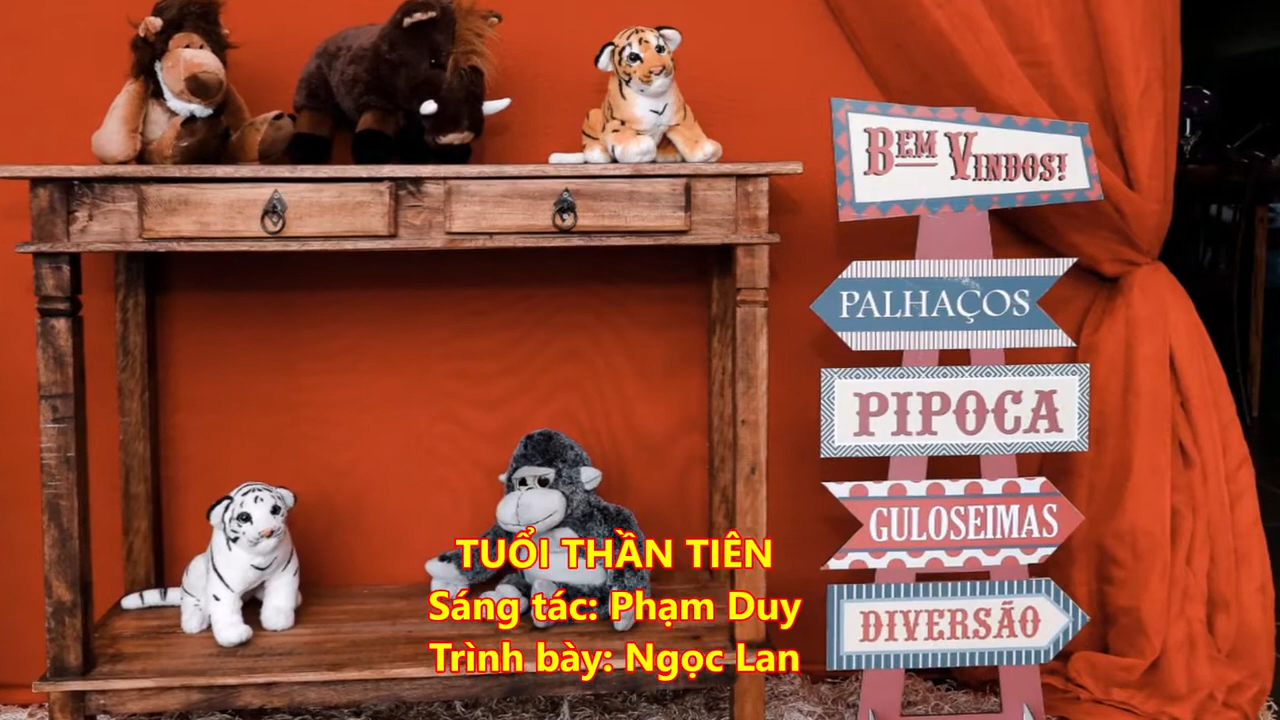 BEM VINDOS!
PALHAÇOS
PIPOCA
GULOSEIMAS
DIVERSÃO
TUỔI THẦN TIÊN
Sáng tác: Phạm Duy
Trình bày: Ngọc Lan